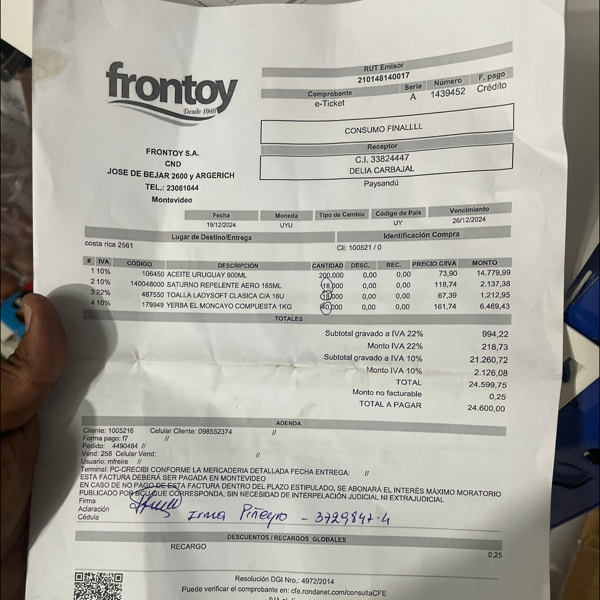 frontoy
Desde 1946
RUT Emisor
210148140017
Comprobante Serie Número F. pago
e-Ticket A 1439452 Crédito
CONSUMO FINALLLL
Receptor
C.I. 33824447
DELIA CARBAJAL
Paysandú
FRONTOY S.A.
CND
JOSE DE BEJAR 2600 y ARGERICH
TEL.: 23061044
Montevideo
Fecha Moneda Tipo de Cambio Código de País Vencimiento
19/12/2024 UYU UY 26/12/2024
Lugar de Destino/Entrega Identificación Compra
costa rica 2561 Cli: 100521 / 0
# IVA CÓDIGO DESCRIPCIÓN CANTIDAD DESC. REC. PRECIO C/IVA MONTO
1 10% 106450 ACEITE URUGUAY 900ML 200,000 0,00 0,00 73,90 14.779,99
2 10% 140048000 SATURNO REPELENTE AERO 165ML 18,000 0,00 0,00 118,74 2.137,38
3 22% 487550 TOALLA LADYSOFT CLASICA C/A 16U 18,000 0,00 0,00 67,39 1.212,95
4 10% 179949 YERBA EL MONCAYO COMPUESTA 1KG 40,000 0,00 0,00 161,74 6.469,43
TOTALES
Subtotal gravado a IVA 22% 994,22
Monto IVA 22% 218,73
Subtotal gravado a IVA 10% 21.260,72
Monto IVA 10% 2.126,08
TOTAL 24.599,75
Monto no facturable 0,25
TOTAL A PAGAR 24.600,00
ADENDA
Cliente: 1005216 Celular Cliente: 098552374 //
Forma pago: f7 //
Pedido: 4490484 //
Vend: 258 Celular Vend: //
Usuario: mfreire //
Terminal: PC-CRECIBI CONFORME LA MERCADERIA DETALLADA FECHA ENTREGA: //
ESTA FACTURA DEBERÁ SER PAGADA EN MONTEVIDEO
EN CASO DE NO PAGO DE ESTA FACTURA DENTRO DEL PLAZO ESTIPULADO, SE ABONARÁ EL INTERÉS MÁXIMO MORATORIO
PUBLICADO POR BCU QUE CORRESPONDA, SIN NECESIDAD DE INTERPELACIÓN JUDICIAL NI EXTRAJUDICIAL
Firma
Aclaración Irma Piñeyro - 3729847-4
Cédula
DESCUENTOS / RECARGOS GLOBALES
RECARGO 0,25
Resolución DGI Nro.: 4972/2014
Puede verificar el comprobante en: cfe.rondanet.com/consultaCFE